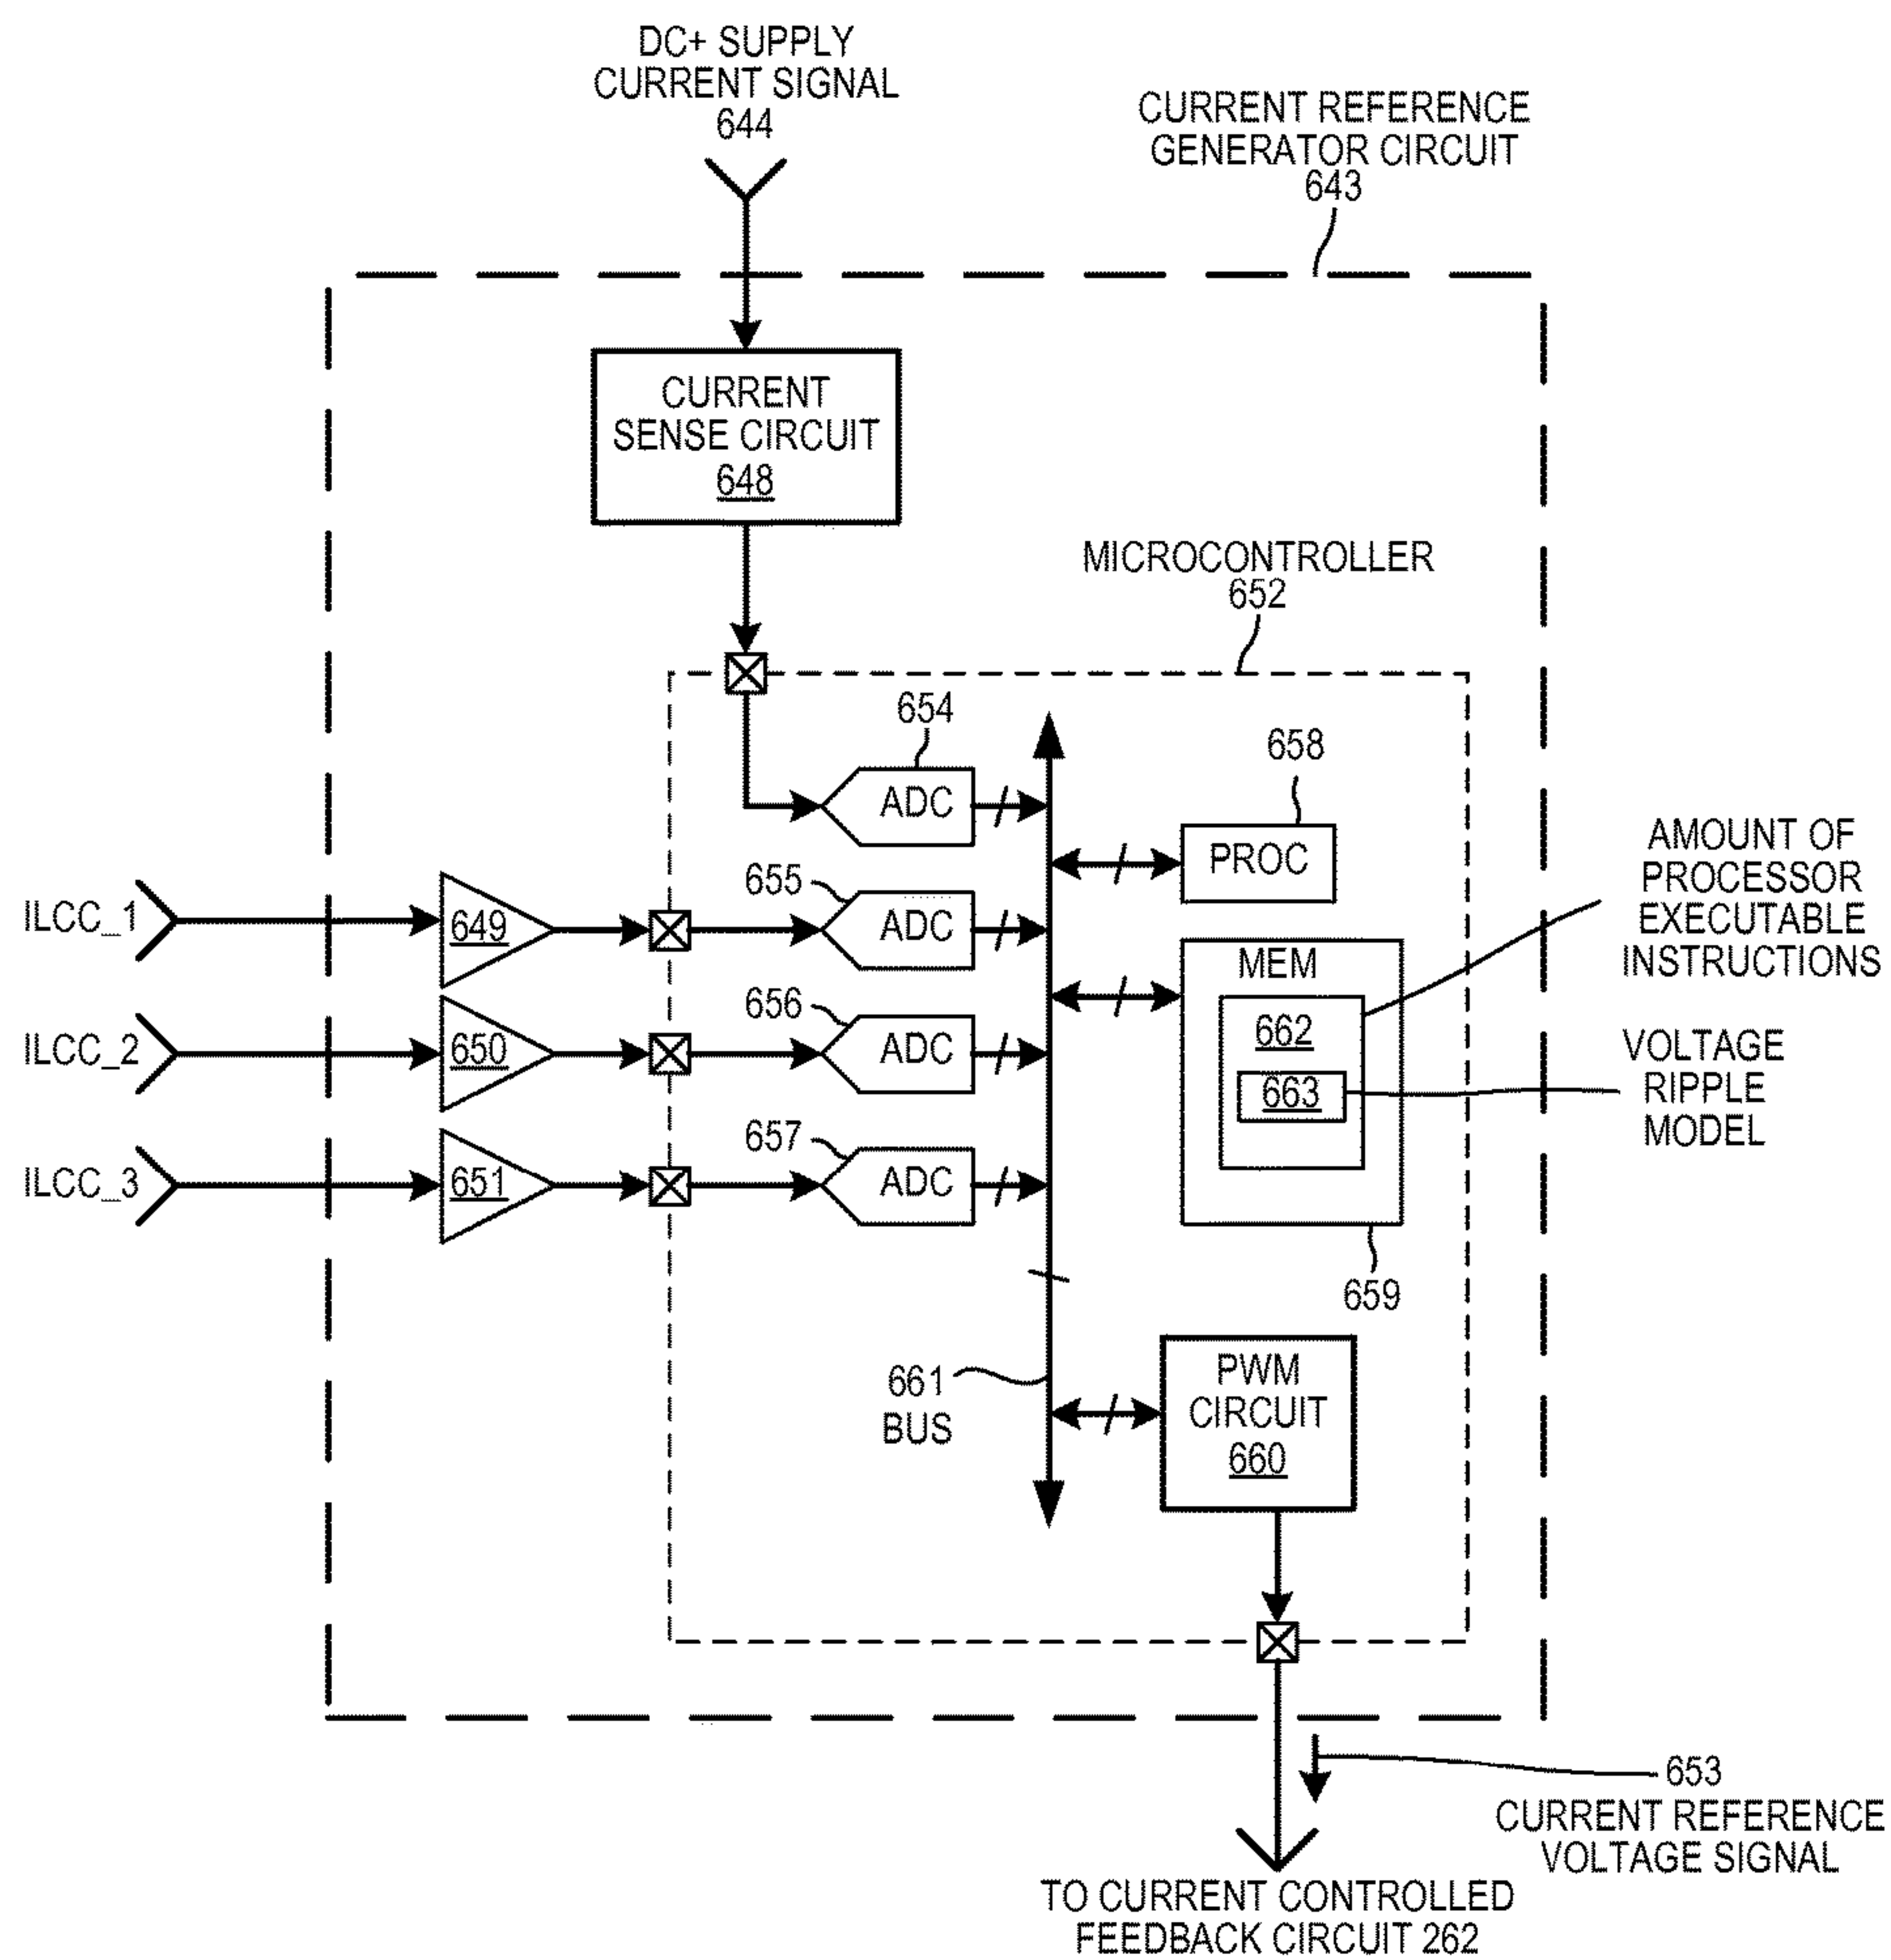 DC+ SUPPLY
CURRENT SIGNAL
644
CURRENT REFERENCE
GENERATOR CIRCUIT
643
CURRENT
SENSE CIRCUIT
648
MICROCONTROLLER
652
654
ADC
658
PROC
AMOUNT OF
PROCESSOR
EXECUTABLE
INSTRUCTIONS
ILCC_1
649
655
ADC
MEM
662
663
VOLTAGE
RIPPLE
MODEL
ILCC_2
650
656
ADC
ILCC_3
651
657
ADC
659
661
BUS
PWM
CIRCUIT
660
653
CURRENT REFERENCE
VOLTAGE SIGNAL
TO CURRENT CONTROLLED
FEEDBACK CIRCUIT 262